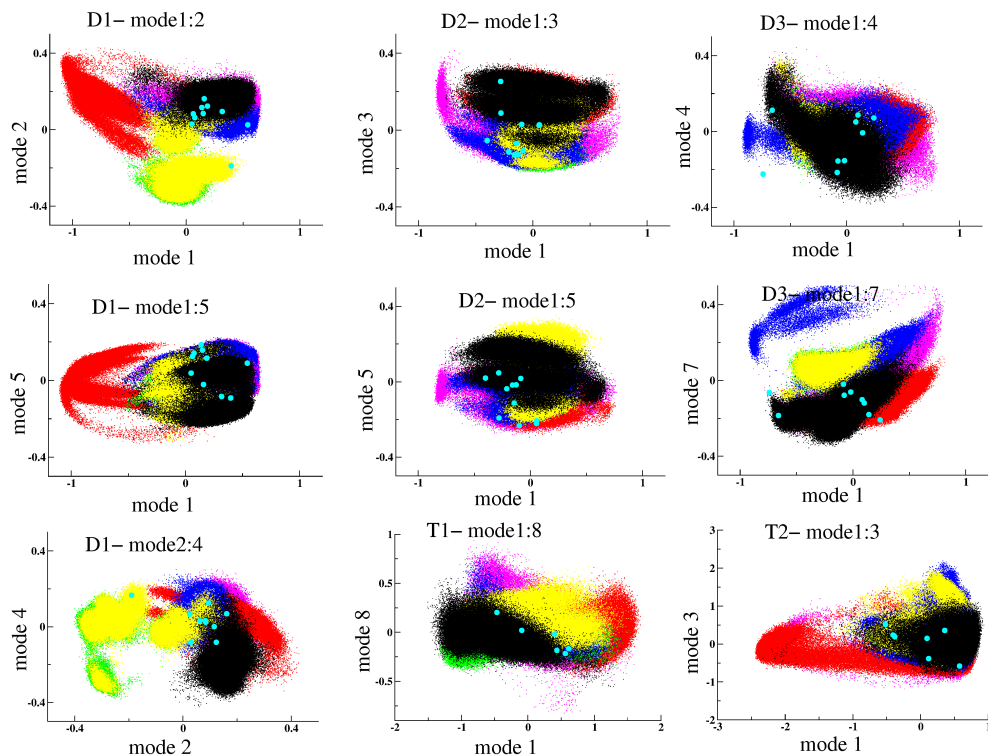 D1– mode1:2
D2– mode1:3
D3– mode1:4
0.4
0
-0.4
mode 2
-1
0
1
mode 1
0.4
0
-0.4
mode 3
-1
0
1
mode 1
0.4
0
-0.4
mode 4
-1
0
1
mode 1
D1– mode1:5
D2– mode1:5
D3– mode1:7
0.4
0
-0.4
mode 5
-1
0
1
mode 1
0.4
0
-0.4
mode 5
-1
0
1
mode 1
0.4
0
-0.4
mode 7
-1
0
1
mode 1
D1– mode2:4
T1– mode1:8
T2– mode1:3
0.4
0
-0.4
mode 4
-0.4
0
0.4
mode 2
1
0.5
0
-0.5
mode 8
-2
-1
0
1
2
mode 1
3
2
1
0
-1
-2
mode 3
-3
-2
-1
0
1
mode 1